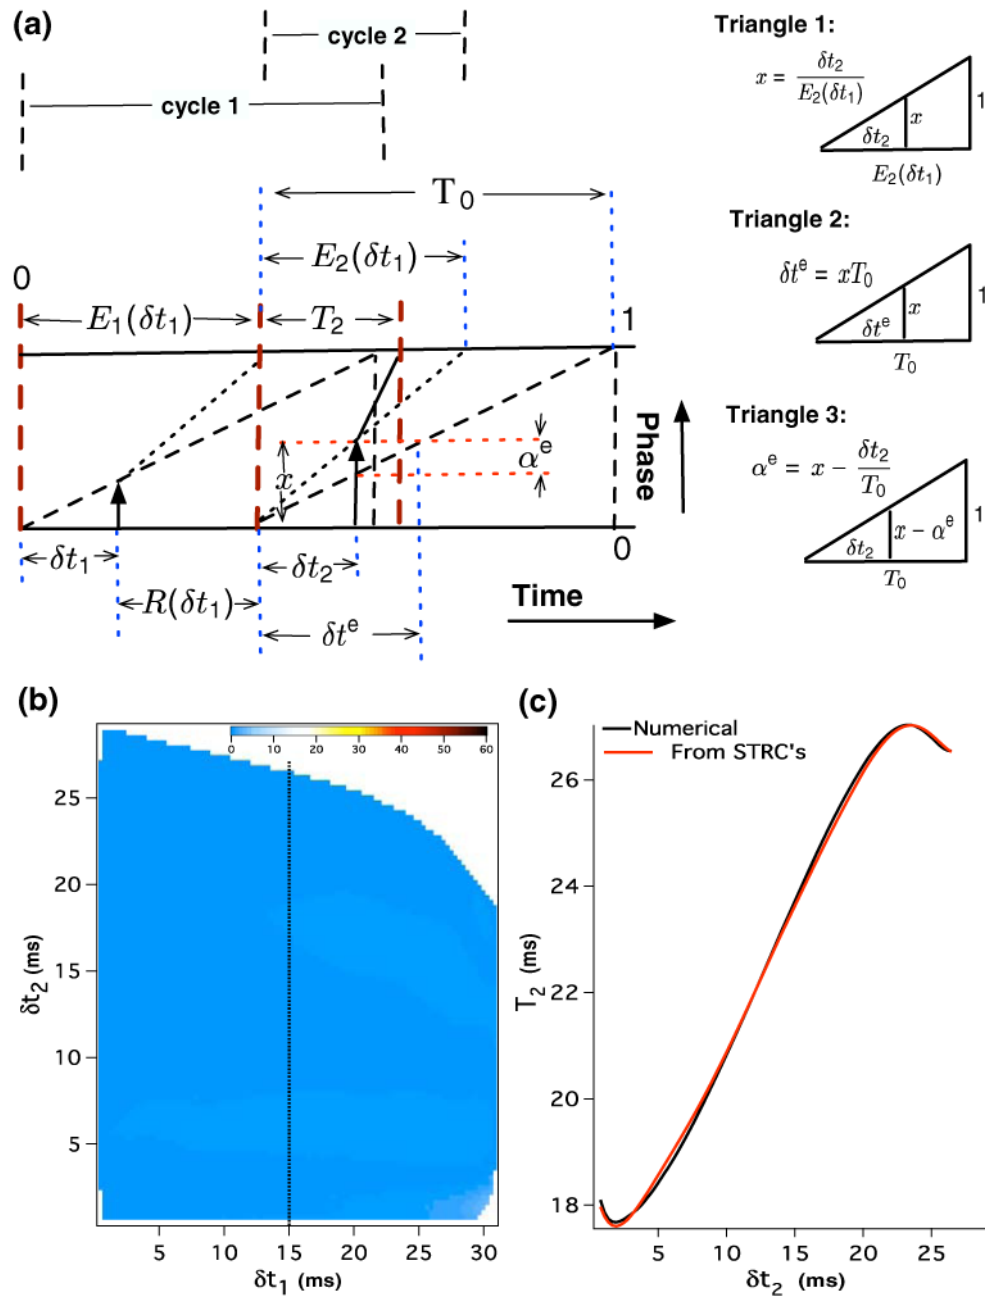 (a)
cycle 2
cycle 1
T₀
E₂(δt₁)
0
E₁(δt₁)
T₂
1
x
αᵉ
Phase
0
δt₁
δt₂
R(δt₁)
δtᵉ
Time
Triangle 1:
x = δt₂ / E₂(δt₁)
x
1
δt₂
E₂(δt₁)
Triangle 2:
δtᵉ = xT₀
x
1
δtᵉ
T₀
Triangle 3:
αᵉ = x − δt₂ / T₀
x − αᵉ
1
δt₂
T₀
(b)
0 10 20 30 40 50 60
25
20
15
10
5
δt₂ (ms)
5 10 15 20 25 30
δt₁ (ms)
(c)
Numerical
From STRC's
26
24
22
20
18
T₂ (ms)
5 10 15 20 25
δt₂ (ms)